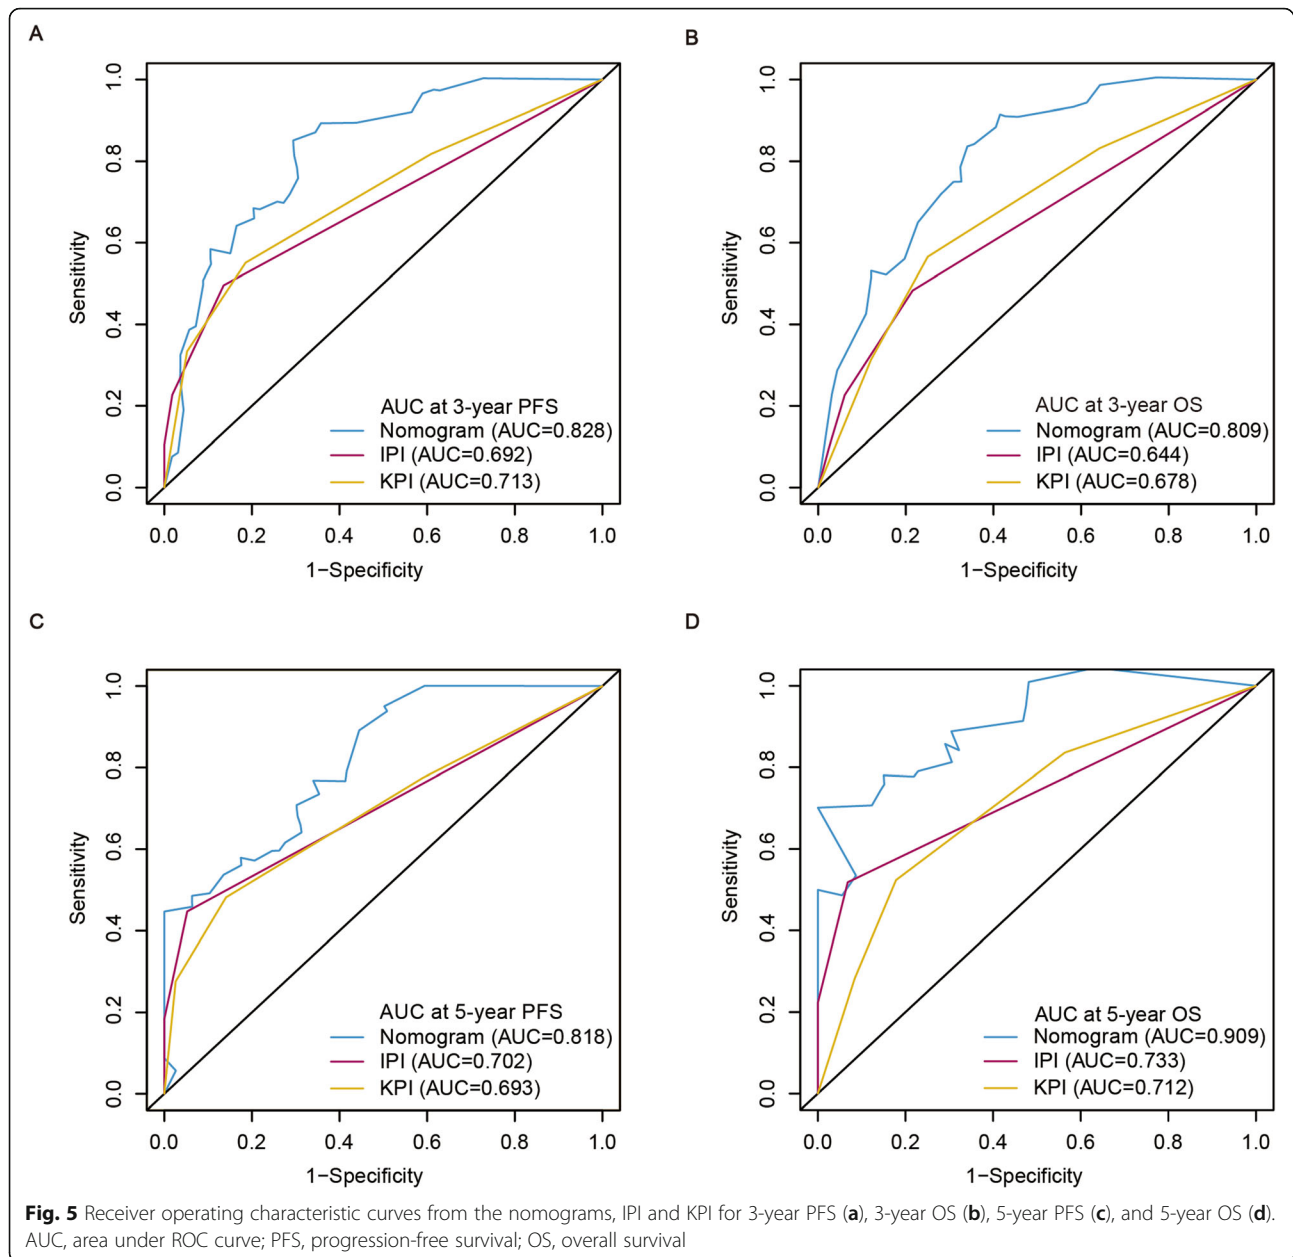 A
1.0
0.8
0.6
0.4
0.2
0.0
Sensitivity
AUC at 3-year PFS
Nomogram (AUC=0.828)
IPI (AUC=0.692)
KPI (AUC=0.713)
0.0 0.2 0.4 0.6 0.8 1.0
1−Specificity
B
1.0
0.8
0.6
0.4
0.2
0.0
Sensitivity
AUC at 3-year OS
Nomogram (AUC=0.809)
IPI (AUC=0.644)
KPI (AUC=0.678)
0.0 0.2 0.4 0.6 0.8 1.0
1−Specificity
C
1.0
0.8
0.6
0.4
0.2
0.0
Sensitivity
AUC at 5-year PFS
Nomogram (AUC=0.818)
IPI (AUC=0.702)
KPI (AUC=0.693)
0.0 0.2 0.4 0.6 0.8 1.0
1−Specificity
D
1.0
0.8
0.6
0.4
0.2
0.0
Sensitivity
AUC at 5-year OS
Nomogram (AUC=0.909)
IPI (AUC=0.733)
KPI (AUC=0.712)
0.0 0.2 0.4 0.6 0.8 1.0
1−Specificity
Fig. 5 Receiver operating characteristic curves from the nomograms, IPI and KPI for 3-year PFS (a), 3-year OS (b), 5-year PFS (c), and 5-year OS (d).
AUC, area under ROC curve; PFS, progression-free survival; OS, overall survival